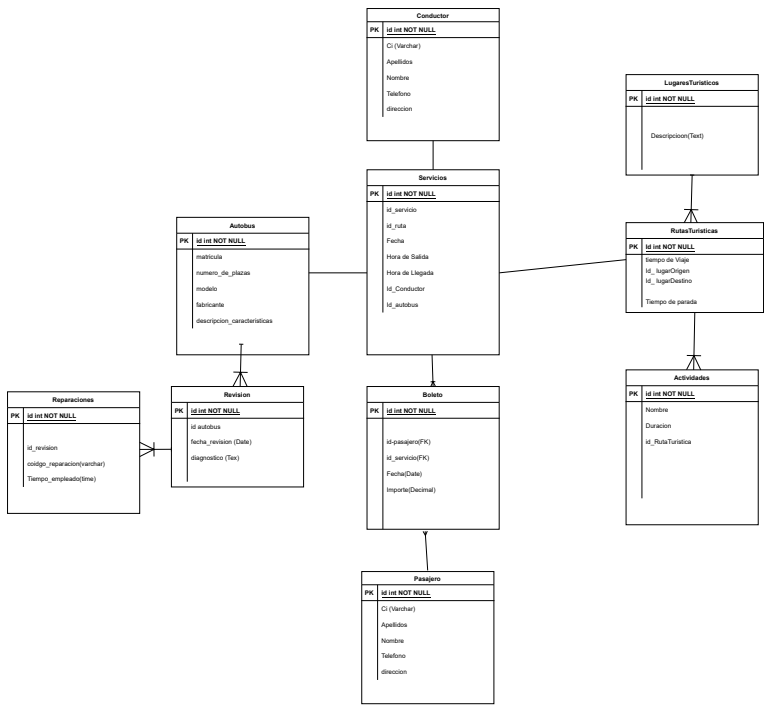 Conductor
PK id int NOT NULL
Ci (Varchar)
Apellidos
Nombre
Telefono
direccion
LugaresTurísticos
PK id int NOT NULL
Descripcioon(Text)
Servicios
PK id int NOT NULL
id_servicio
id_ruta
Fecha
Hora de Salida
Hora de Llegada
Id_Conductor
Id_autobus
Autobus
PK id int NOT NULL
matricula
numero_de_plazas
modelo
fabricante
descripcion_caracteristicas
RutasTuristicas
PK id int NOT NULL
tiempo de Viaje
Id_ lugarOrigen
Id_ lugarDestino
Tiempo de parada
Reparaciones
PK id int NOT NULL
id_revision
coidgo_reparacion(varchar)
Tiempo_empleado(time)
Revision
PK id int NOT NULL
id autobus
fecha_revision (Date)
diagnostico (Tex)
Boleto
PK id int NOT NULL
id-pasajero(FK)
id_servicio(FK)
Fecha(Date)
Importe(Decimal)
Actividades
PK id int NOT NULL
Nombre
Duracion
id_RutaTuristica
Pasajero
PK id int NOT NULL
Ci (Varchar)
Apellidos
Nombre
Telefono
direccion